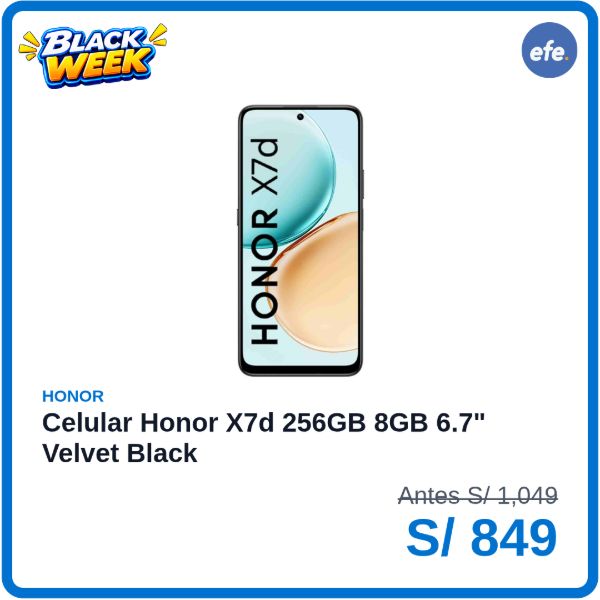 BLACK
WEEK
efe.
HONOR X7d
HONOR
Celular Honor X7d 256GB 8GB 6.7"
Velvet Black
Antes S/ 1,049
S/ 849